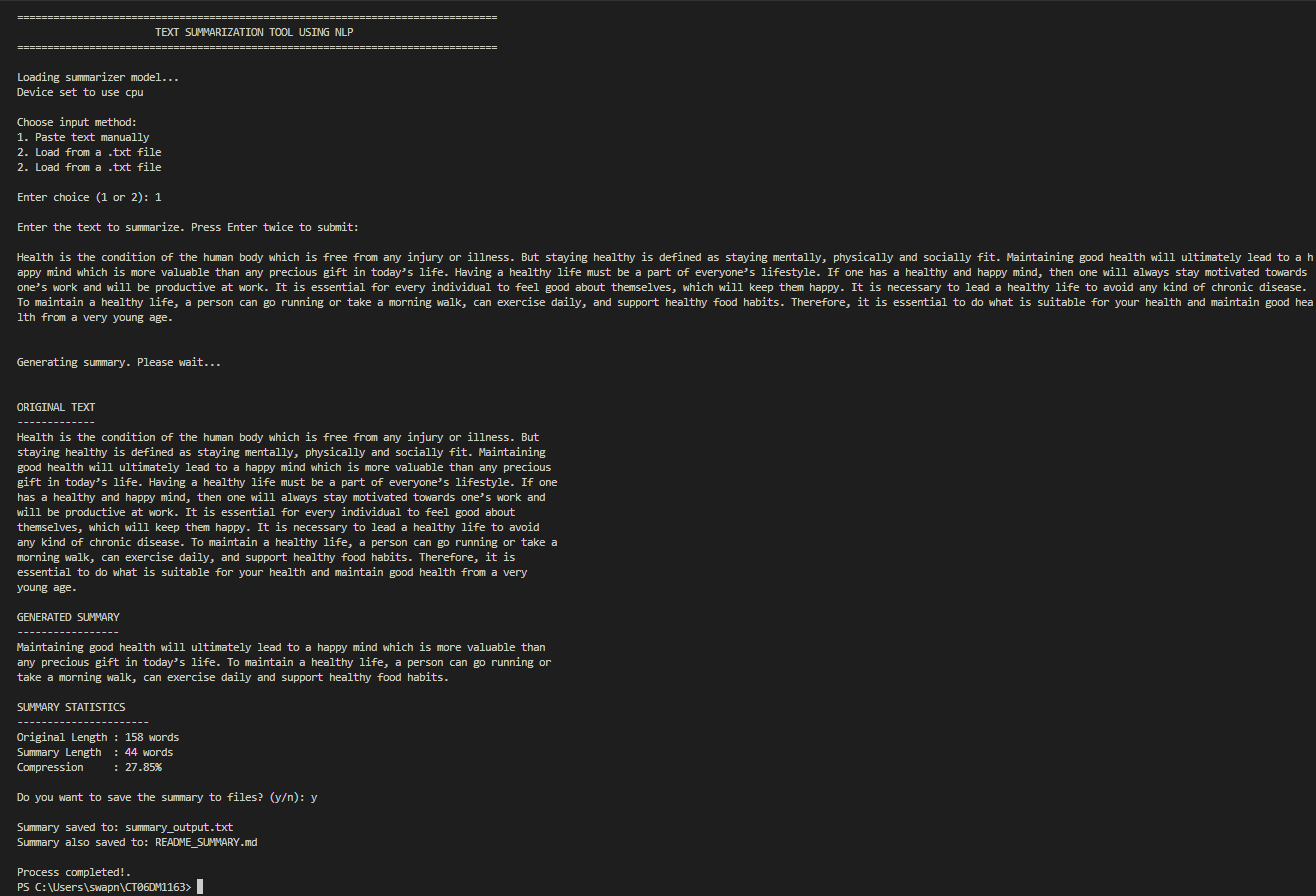 ================================================================================
TEXT SUMMARIZATION TOOL USING NLP
================================================================================
Loading summarizer model...
Device set to use cpu
Choose input method:
1. Paste text manually
2. Load from a .txt file
2. Load from a .txt file
Enter choice (1 or 2): 1
Enter the text to summarize. Press Enter twice to submit:
Health is the condition of the human body which is free from any injury or illness. But staying healthy is defined as staying mentally, physically and socially fit. Maintaining good health will ultimately lead to a h
appy mind which is more valuable than any precious gift in today’s life. Having a healthy life must be a part of everyone’s lifestyle. If one has a healthy and happy mind, then one will always stay motivated towards
one’s work and will be productive at work. It is essential for every individual to feel good about themselves, which will keep them happy. It is necessary to lead a healthy life to avoid any kind of chronic disease.
To maintain a healthy life, a person can go running or take a morning walk, can exercise daily, and support healthy food habits. Therefore, it is essential to do what is suitable for your health and maintain good hea
lth from a very young age.
Generating summary. Please wait...
ORIGINAL TEXT
-------------
Health is the condition of the human body which is free from any injury or illness. But
staying healthy is defined as staying mentally, physically and socially fit. Maintaining
good health will ultimately lead to a happy mind which is more valuable than any precious
gift in today’s life. Having a healthy life must be a part of everyone’s lifestyle. If one
has a healthy and happy mind, then one will always stay motivated towards one’s work and
will be productive at work. It is essential for every individual to feel good about
themselves, which will keep them happy. It is necessary to lead a healthy life to avoid
any kind of chronic disease. To maintain a healthy life, a person can go running or take a
morning walk, can exercise daily, and support healthy food habits. Therefore, it is
essential to do what is suitable for your health and maintain good health from a very
young age.
GENERATED SUMMARY
-----------------
Maintaining good health will ultimately lead to a happy mind which is more valuable than
any precious gift in today’s life. To maintain a healthy life, a person can go running or
take a morning walk, can exercise daily and support healthy food habits.
SUMMARY STATISTICS
----------------------
Original Length : 158 words
Summary Length  : 44 words
Compression     : 27.85%
Do you want to save the summary to files? (y/n): y
Summary saved to: summary_output.txt
Summary also saved to: README_SUMMARY.md
Process completed!.
PS C:\Users\swapn\CT06DM1163>